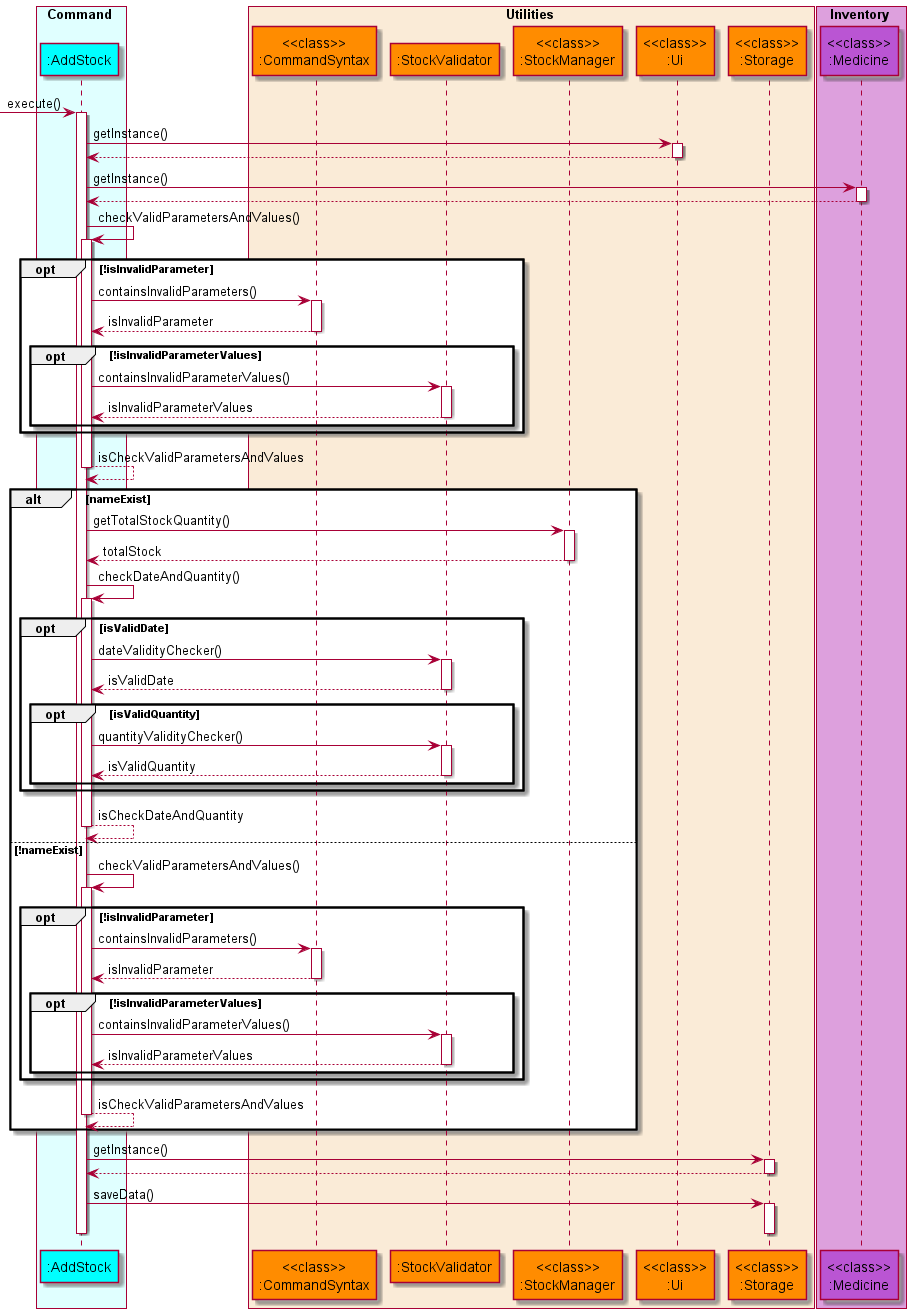 Command
Utilities
Inventory
:AddStock
<<class>>
:CommandSyntax
:StockValidator
<<class>>
:StockManager
<<class>>
:Ui
<<class>>
:Storage
<<class>>
:Medicine
execute()
getInstance()
getInstance()
checkValidParametersAndValues()
opt
[!isInvalidParameter]
containsInvalidParameters()
isInvalidParameter
opt
[!isInvalidParameterValues]
containsInvalidParameterValues()
isInvalidParameterValues
isCheckValidParametersAndValues
alt
[nameExist]
getTotalStockQuantity()
totalStock
checkDateAndQuantity()
opt
[isValidDate]
dateValidityChecker()
isValidDate
opt
[isValidQuantity]
quantityValidityChecker()
isValidQuantity
isCheckDateAndQuantity
[!nameExist]
checkValidParametersAndValues()
opt
[!isInvalidParameter]
containsInvalidParameters()
isInvalidParameter
opt
[!isInvalidParameterValues]
containsInvalidParameterValues()
isInvalidParameterValues
isCheckValidParametersAndValues
getInstance()
saveData()
:AddStock
<<class>>
:CommandSyntax
:StockValidator
<<class>>
:StockManager
<<class>>
:Ui
<<class>>
:Storage
<<class>>
:Medicine